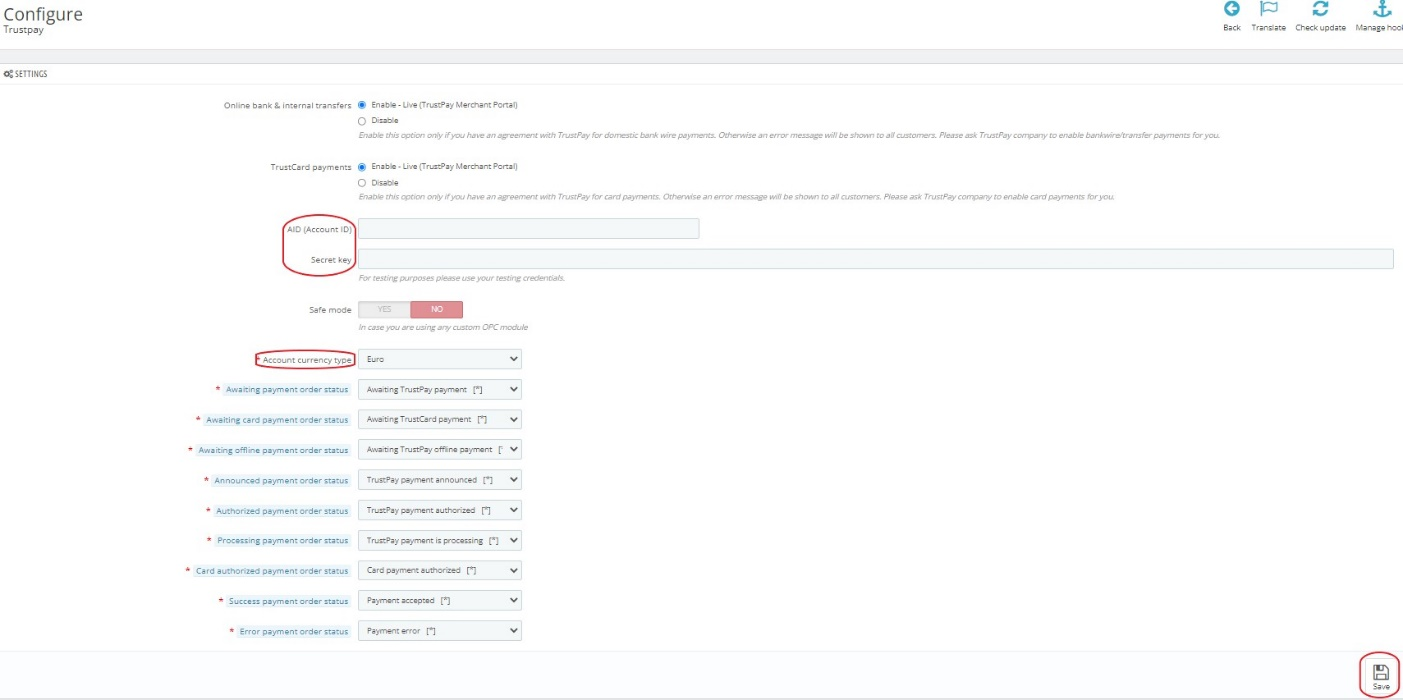 Configure
Trustpay
Back Translate Check update Manage hook
SETTINGS
Online bank & internal transfers Enable - Live (TrustPay Merchant Portal)
Disable
Enable this option only if you have an agreement with TrustPay for domestic bank wire payments. Otherwise an error message will be shown to all customers. Please ask TrustPay company to enable bankwire/transfer payments for you.
TrustCard payments Enable - Live (TrustPay Merchant Portal)
Disable
Enable this option only if you have an agreement with TrustPay for card payments. Otherwise an error message will be shown to all customers. Please ask TrustPay company to enable card payments for you.
AID (Account ID)
Secret key
For testing purposes please use your testing credentials.
Safe mode YES NO
In case you are using any custom OPC module
* Account currency type Euro
* Awaiting payment order status Awaiting TrustPay payment [*]
* Awaiting card payment order status Awaiting TrustCard payment [*]
* Awaiting offline payment order status Awaiting TrustPay offline payment [*
* Announced payment order status TrustPay payment announced [*]
* Authorized payment order status TrustPay payment authorized [*]
* Processing payment order status TrustPay payment is processing [*]
* Card authorized payment order status Card payment authorized [*]
* Success payment order status Payment accepted [*]
* Error payment order status Payment error [*]
Save